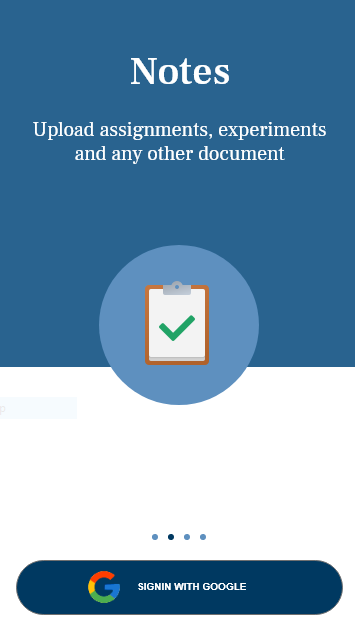 Notes
Upload assignments, experiments
and any other document
SIGNIN WITH GOOGLE